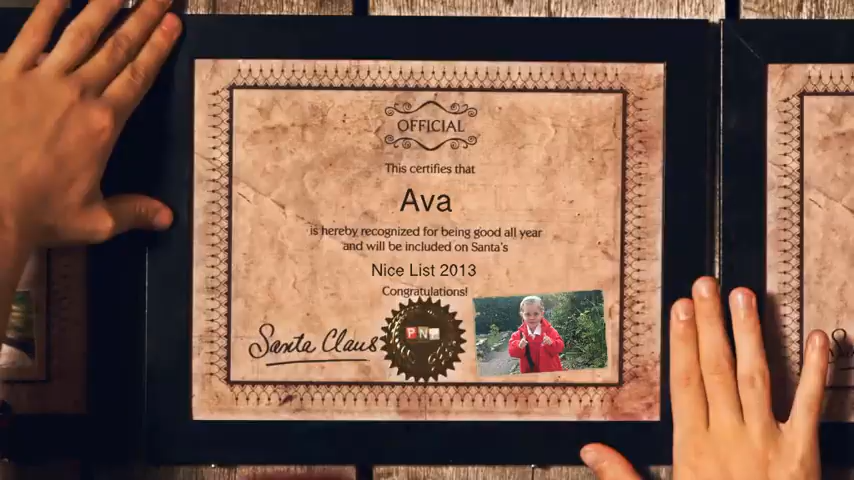 OFFICIAL
This certifies that
Ava
is hereby recognized for being good all year
and will be included on Santa's
Nice List 2013
Congratulations!
Santa Claus
PNP